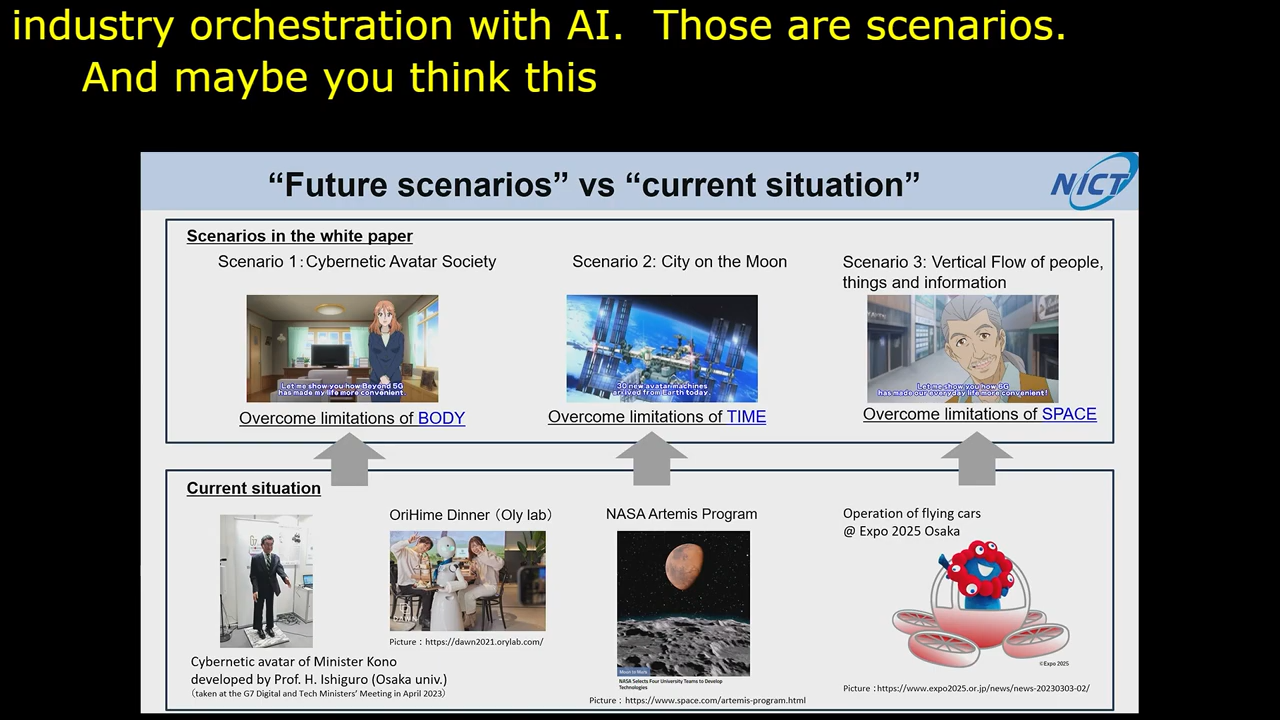 industry orchestration with AI.  Those are scenarios.
And maybe you think this
“Future scenarios” vs “current situation”
NICT
Scenarios in the white paper
Scenario 1：Cybernetic Avatar Society
Scenario 2: City on the Moon
Scenario 3: Vertical Flow of people,
things and information
Let me show you how Beyond 5G
has made my life more convenient.
30 new avatar machines
arrived from Earth today.
Let me show you how 6G
has made our everyday life more convenient!
Overcome limitations of BODY
Overcome limitations of TIME
Overcome limitations of SPACE
Current situation
OriHime Dinner（Oly lab）
NASA Artemis Program
Operation of flying cars
@ Expo 2025 Osaka
DAWN
Picture：https://dawn2021.orylab.com/
Cybernetic avatar of Minister Kono
developed by Prof. H. Ishiguro (Osaka univ.)
（taken at the G7 Digital and Tech Ministers’ Meeting in April 2023）
Moon to Mars
NASA Selects Four University Teams to Develop
Technologies
Picture：https://www.space.com/artemis-program.html
©Expo 2025
Picture：https://www.expo2025.or.jp/news/news-20230303-02/